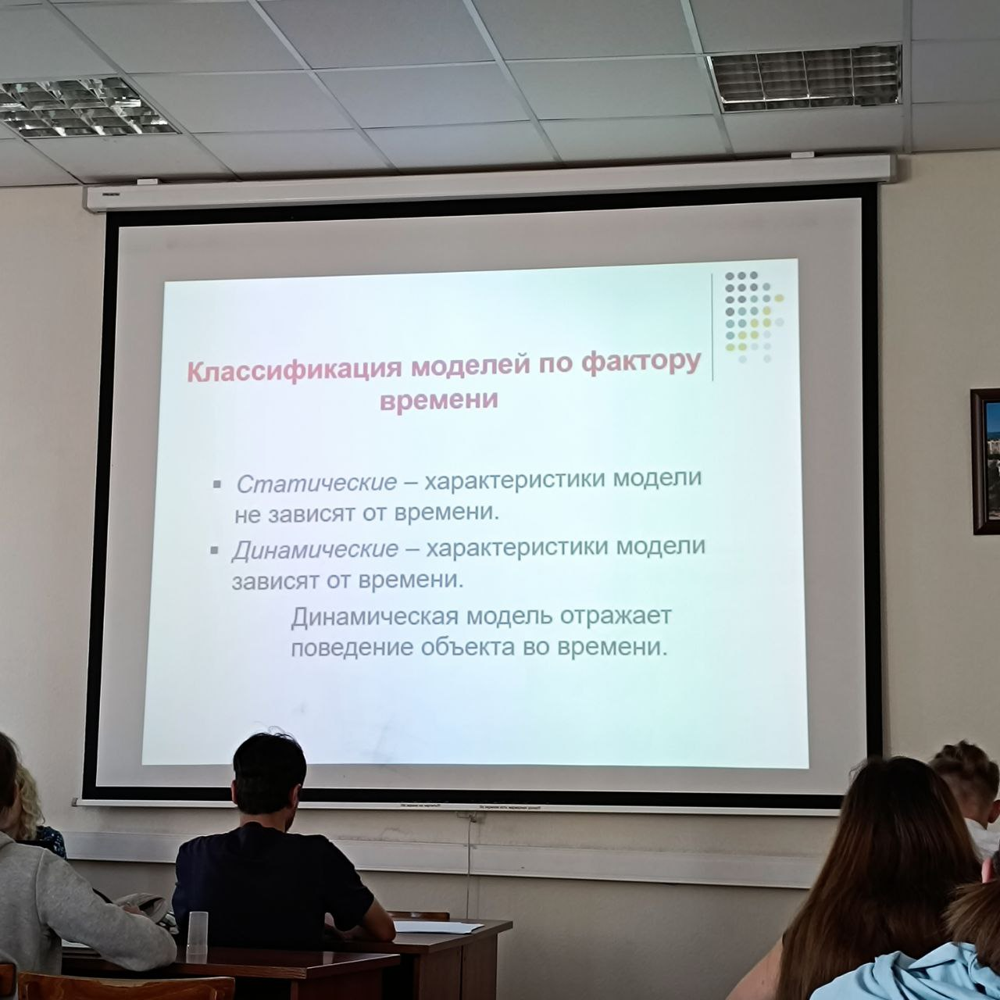 Классификация моделей по фактору
времени
▪ Статические – характеристики модели
не зависят от времени.
▪ Динамические – характеристики модели
зависят от времени.
Динамическая модель отражает
поведение объекта во времени.